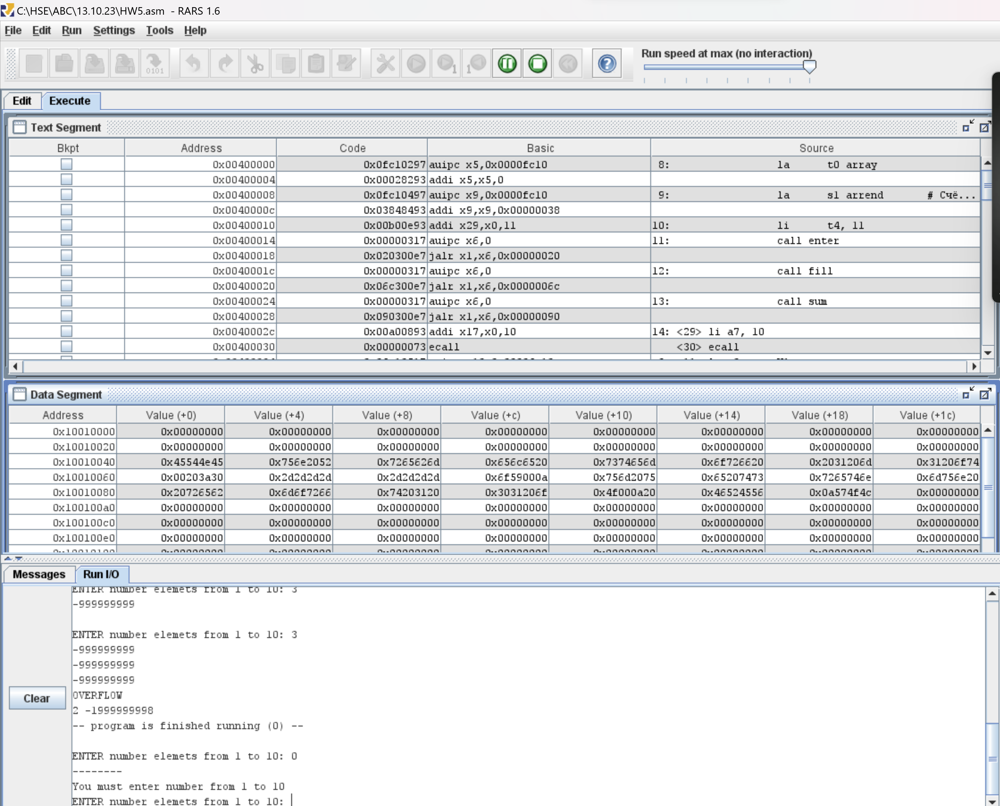 C:\HSE\ABC\13.10.23\HW5.asm - RARS 1.6
File Edit Run Settings Tools Help
Run speed at max (no interaction)
0101 1 1
Edit Execute
Text Segment
Bkpt Address Code Basic Source
0x00400000 0x0fc10297 auipc x5,0x0000fc10 8: la t0 array
0x00400004 0x00028293 addi x5,x5,0
0x00400008 0x0fc10497 auipc x9,0x0000fc10 9: la s1 arrend # Счё...
0x0040000c 0x03848493 addi x9,x9,0x00000038
0x00400010 0x00b00e93 addi x29,x0,11 10: li t4, 11
0x00400014 0x00000317 auipc x6,0 11: call enter
0x00400018 0x020300e7 jalr x1,x6,0x00000020
0x0040001c 0x00000317 auipc x6,0 12: call fill
0x00400020 0x06c300e7 jalr x1,x6,0x0000006c
0x00400024 0x00000317 auipc x6,0 13: call sum
0x00400028 0x090300e7 jalr x1,x6,0x00000090
0x0040002c 0x00a00893 addi x17,x0,10 14: <29> li a7, 10
0x00400030 0x00000073 ecall <30> ecall
Data Segment
Address Value (+0) Value (+4) Value (+8) Value (+c) Value (+10) Value (+14) Value (+18) Value (+1c)
0x10010000 0x00000000 0x00000000 0x00000000 0x00000000 0x00000000 0x00000000 0x00000000 0x00000000
0x10010020 0x00000000 0x00000000 0x00000000 0x00000000 0x00000000 0x00000000 0x00000000 0x00000000
0x10010040 0x45544e45 0x756e2052 0x7265626d 0x656c6520 0x7374656d 0x6f726620 0x2031206d 0x31206f74
0x10010060 0x00203a30 0x2d2d2d2d 0x2d2d2d2d 0x6f59000a 0x756d2075 0x65207473 0x7265746e 0x6d756e20
0x10010080 0x20726562 0x6d6f7266 0x74203120 0x3031206f 0x4f000a20 0x46524556 0x0a574f4c 0x00000000
0x100100a0 0x00000000 0x00000000 0x00000000 0x00000000 0x00000000 0x00000000 0x00000000 0x00000000
0x100100c0 0x00000000 0x00000000 0x00000000 0x00000000 0x00000000 0x00000000 0x00000000 0x00000000
0x100100e0 0x00000000 0x00000000 0x00000000 0x00000000 0x00000000 0x00000000 0x00000000 0x00000000
Messages Run I/O
Clear
ENTER number elemets from 1 to 10: 3
-999999999
ENTER number elemets from 1 to 10: 3
-999999999
-999999999
-999999999
OVERFLOW
2 -1999999998
-- program is finished running (0) --
ENTER number elemets from 1 to 10: 0
--------
You must enter number from 1 to 10
ENTER number elemets from 1 to 10: